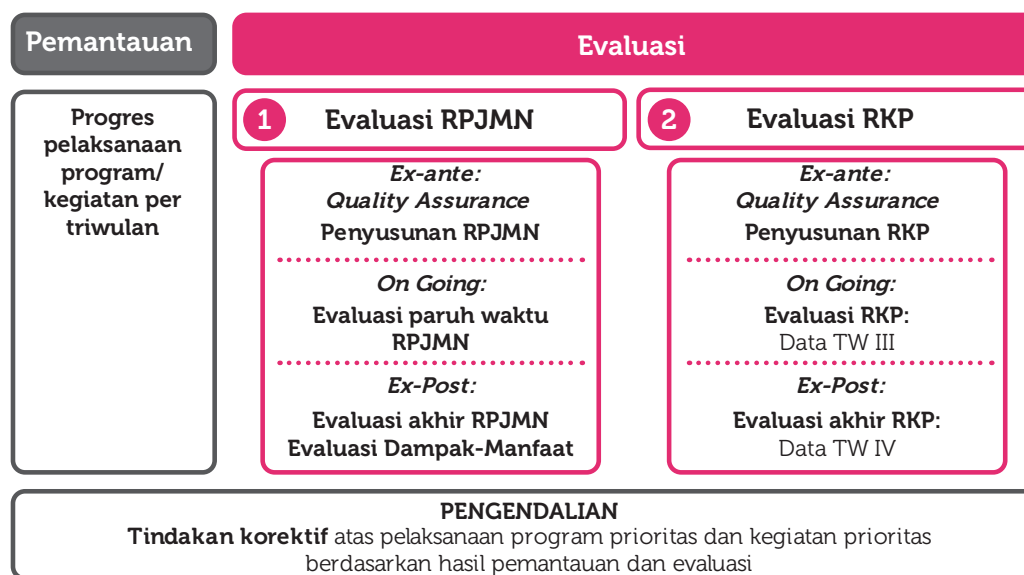 Pemantauan
Evaluasi
Progres
pelaksanaan
program/
kegiatan per
triwulan
1 Evaluasi RPJMN
Ex-ante:
Quality Assurance
Penyusunan RPJMN
On Going:
Evaluasi paruh waktu
RPJMN
Ex-Post:
Evaluasi akhir RPJMN
Evaluasi Dampak-Manfaat
2 Evaluasi RKP
Ex-ante:
Quality Assurance
Penyusunan RKP
On Going:
Evaluasi RKP:
Data TW III
Ex-Post:
Evaluasi akhir RKP:
Data TW IV
PENGENDALIAN
Tindakan korektif atas pelaksanaan program prioritas dan kegiatan prioritas
berdasarkan hasil pemantauan dan evaluasi